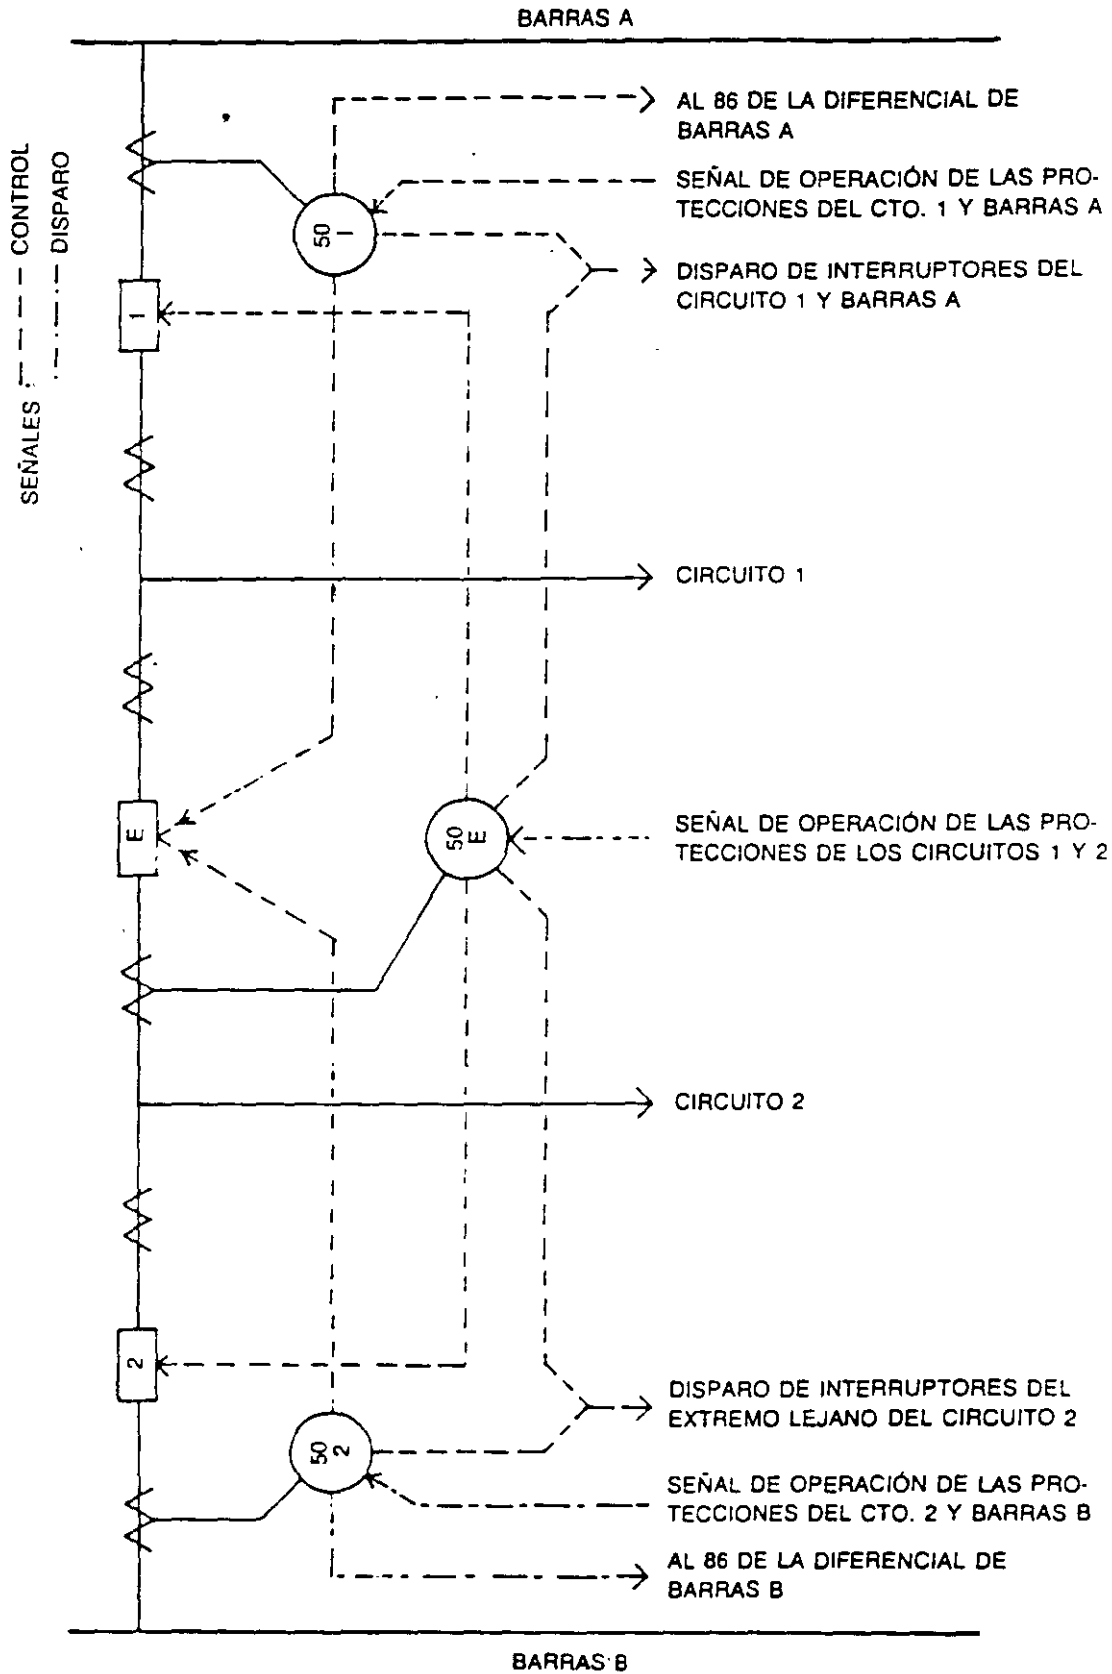 BARRAS A
SEÑALES : — — — CONTROL
— · — · — DISPARO
AL 86 DE LA DIFERENCIAL DE
BARRAS A
50
1
SEÑAL DE OPERACIÓN DE LAS PRO-
TECCIONES DEL CTO. 1 Y BARRAS A
DISPARO DE INTERRUPTORES DEL
CIRCUITO 1 Y BARRAS A
1
CIRCUITO 1
E
50
E
SEÑAL DE OPERACIÓN DE LAS PRO-
TECCIONES DE LOS CIRCUITOS 1 Y 2
CIRCUITO 2
2
DISPARO DE INTERRUPTORES DEL
EXTREMO LEJANO DEL CIRCUITO 2
50
2
SEÑAL DE OPERACIÓN DE LAS PRO-
TECCIONES DEL CTO. 2 Y BARRAS B
AL 86 DE LA DIFERENCIAL DE
BARRAS B
BARRAS B